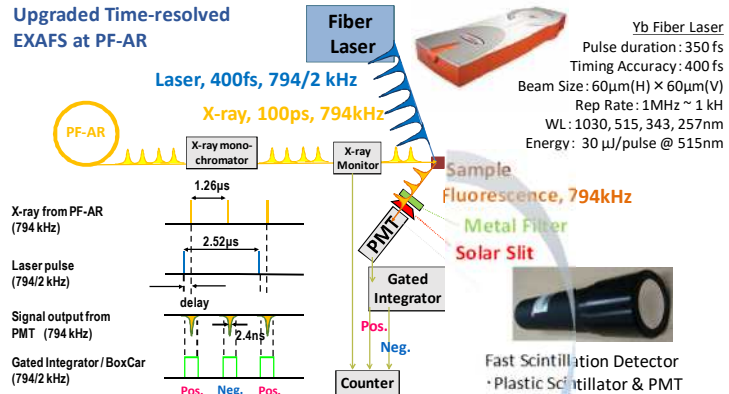 Upgraded Time-resolved
EXAFS at PF-AR
Fiber
Laser
Yb Fiber Laser
Pulse duration : 350 fs
Timing Accuracy : 400 fs
Beam Size : 60μm(H) × 60μm(V)
Rep Rate : 1MHz ~ 1 kH
WL : 1030, 515, 343, 257nm
Energy: 30 μJ/pulse @ 515nm
Laser, 400fs, 794/2 kHz
X-ray, 100ps, 794kHz
PF-AR
X-ray mono-
chromator
X-ray
Monitor
Sample
Fluorescence, 794kHz
Metal Filter
Solar Slit
PMT
Gated
Integrator
Pos.
Neg.
Counter
1.26μs
X-ray from PF-AR
(794 kHz)
2.52μs
Laser pulse
(794/2 kHz)
delay
Signal output from
PMT (794 kHz)
2.4ns
Gated Integrator / BoxCar
(794/2 kHz)
Pos. Neg. Pos.
Fast Scintillation Detector
・Plastic Scintillator & PMT